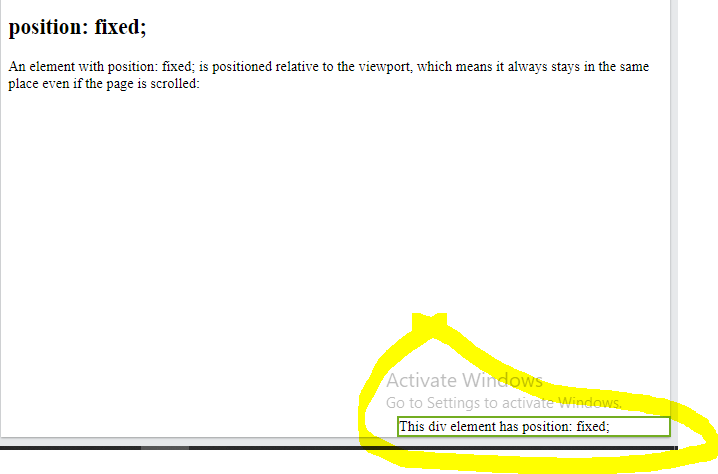 position: fixed;
An element with position: fixed; is positioned relative to the viewport, which means it always stays in the same
place even if the page is scrolled:
Activate Windows
Go to Settings to activate Windows.
This div element has position: fixed;